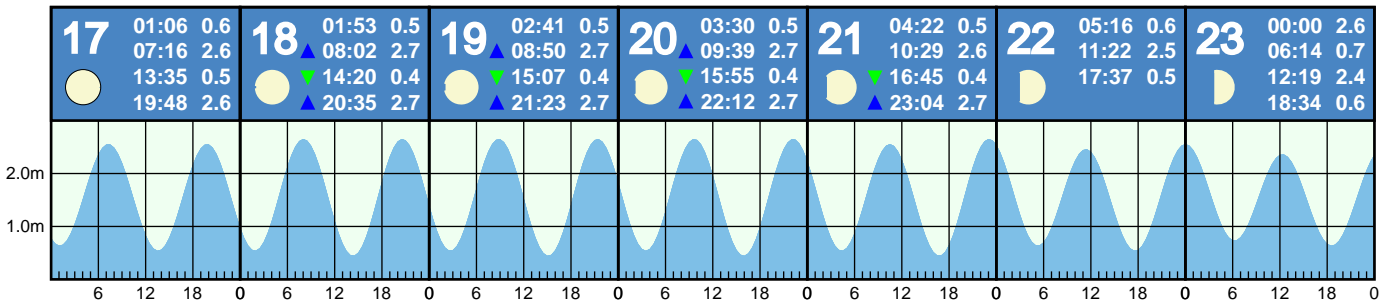 17
01:06 0.6
07:16 2.6
13:35 0.5
19:48 2.6
18
01:53 0.5
▲ 08:02 2.7
▼ 14:20 0.4
▲ 20:35 2.7
19
02:41 0.5
▲ 08:50 2.7
▼ 15:07 0.4
▲ 21:23 2.7
20
03:30 0.5
▲ 09:39 2.7
▼ 15:55 0.4
▲ 22:12 2.7
21
04:22 0.5
10:29 2.6
▼ 16:45 0.4
▲ 23:04 2.7
22
05:16 0.6
11:22 2.5
17:37 0.5
23
00:00 2.6
06:14 0.7
12:19 2.4
18:34 0.6
2.0m
1.0m
6 12 18 0 6 12 18 0 6 12 18 0 6 12 18 0 6 12 18 0 6 12 18 0 6 12 18 0